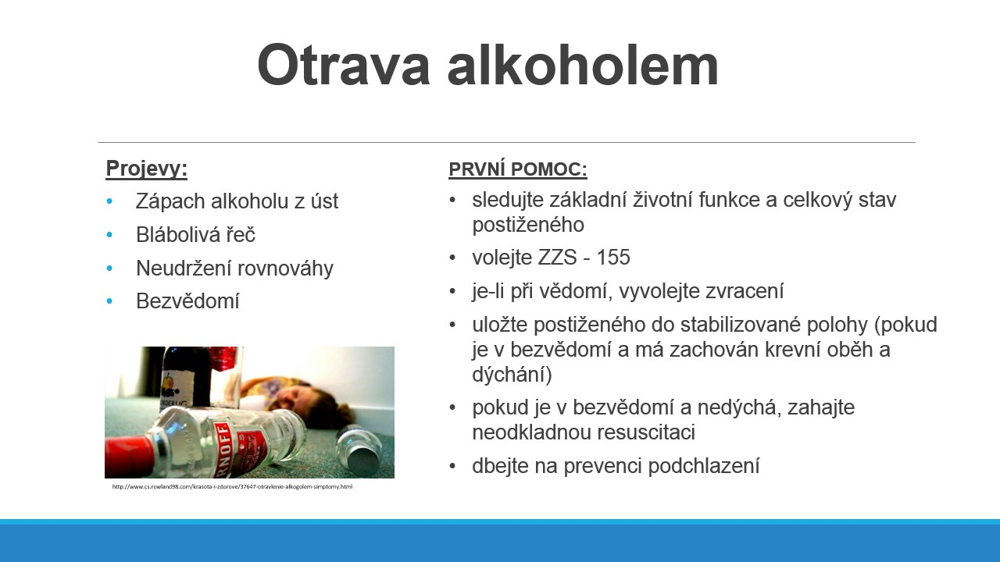 Otrava alkoholem
Projevy:
• Zápach alkoholu z úst
• Blábolivá řeč
• Neudržení rovnováhy
• Bezvědomí
RNOFF
http://www.cs.rowland98.com/krasota-i-zdorove/37647-otravlenie-alkogolem-simptomy.html
PRVNÍ POMOC:
• sledujte základní životní funkce a celkový stav
postiženého
• volejte ZZS - 155
• je-li při vědomí, vyvolejte zvracení
• uložte postiženého do stabilizované polohy (pokud
je v bezvědomí a má zachován krevní oběh a
dýchání)
• pokud je v bezvědomí a nedýchá, zahajte
neodkladnou resuscitaci
• dbejte na prevenci podchlazení